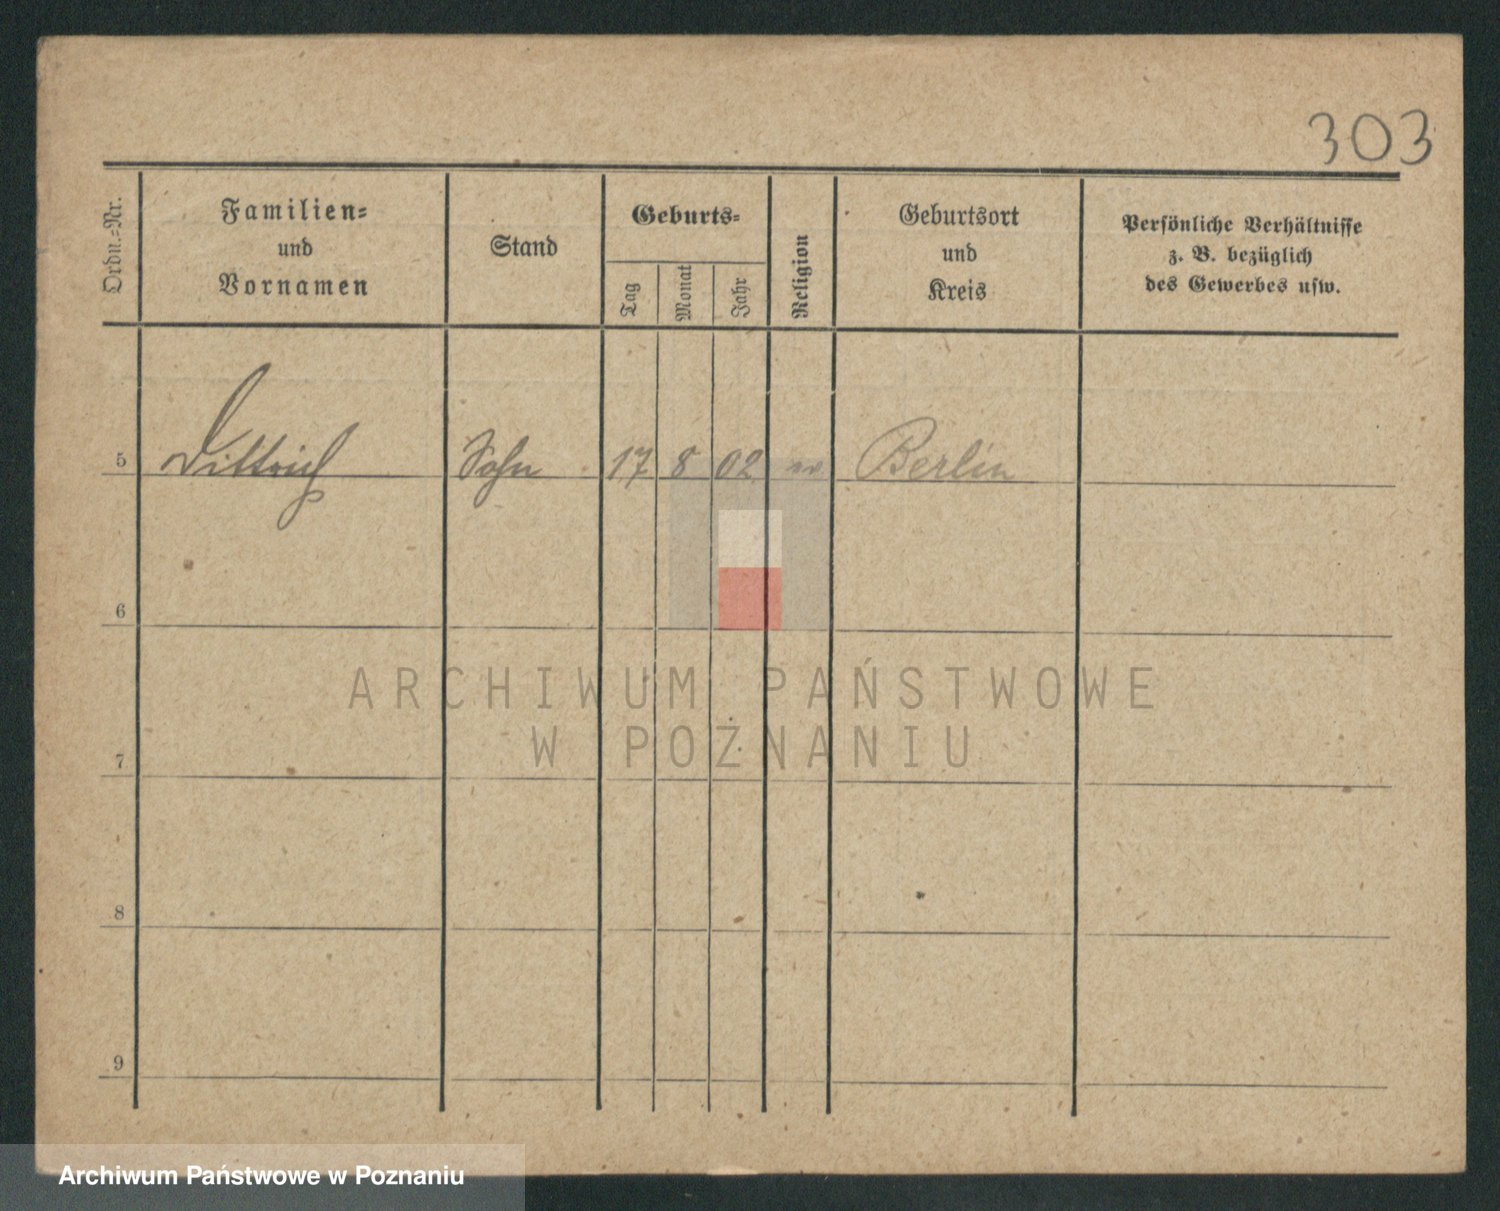 303
Ordn.=Nr.
Familien=
und
Vornamen
Stand
Geburts=
Tag
Monat
Jahr
Religion
Geburtsort
und
Kreis
Persönliche Verhältnisse
z. B. bezüglich
des Gewerbes usw.
5 Dittrich Sohn 17 8 02 ev Berlin
6
7
8
9
ARCHIWUM PAŃSTWOWE
W POZNANIU
Archiwum Państwowe w Poznaniu